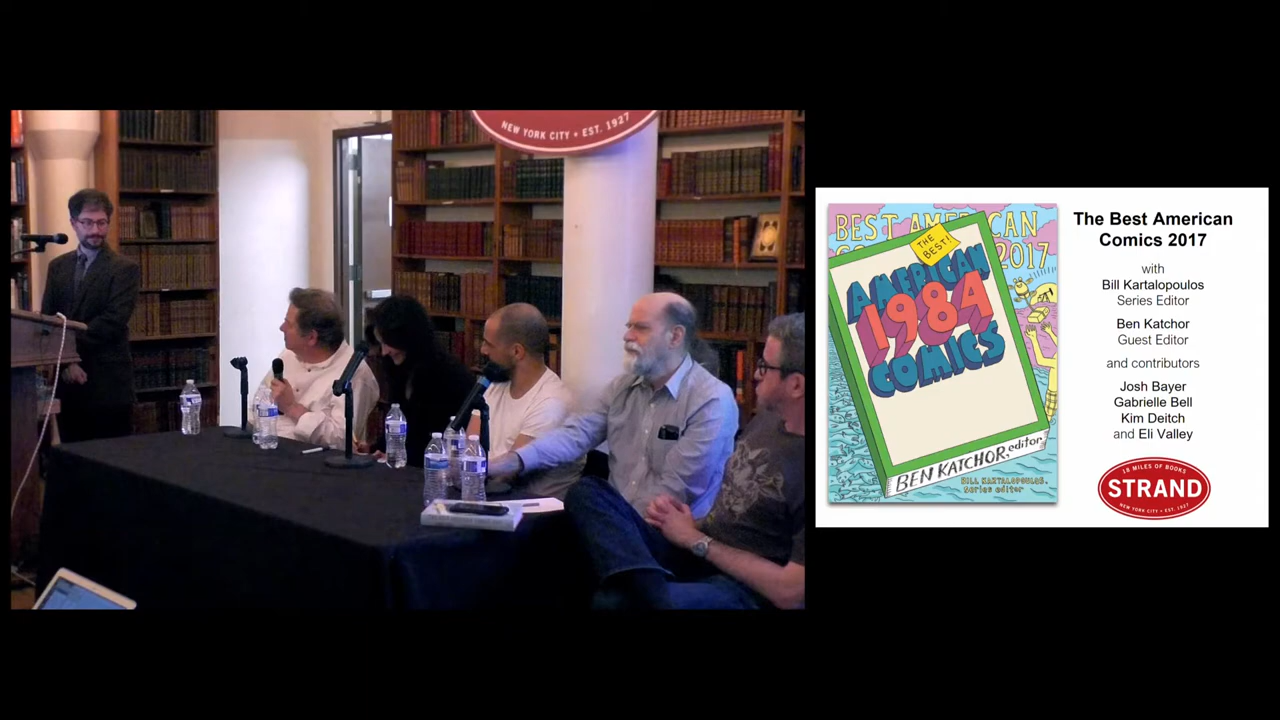 NEW YORK CITY • EST. 1927
BEST AMERICAN
2017
THE
BEST!
AMERICAN
1984
COMICS
BEN KATCHOR, editor
BILL KARTALOPOULOS,
Series editor
The Best American
Comics 2017
with
Bill Kartalopoulos
Series Editor
Ben Katchor
Guest Editor
and contributors
Josh Bayer
Gabrielle Bell
Kim Deitch
and Eli Valley
18 MILES OF BOOKS
STRAND
NEW YORK CITY • EST. 1927